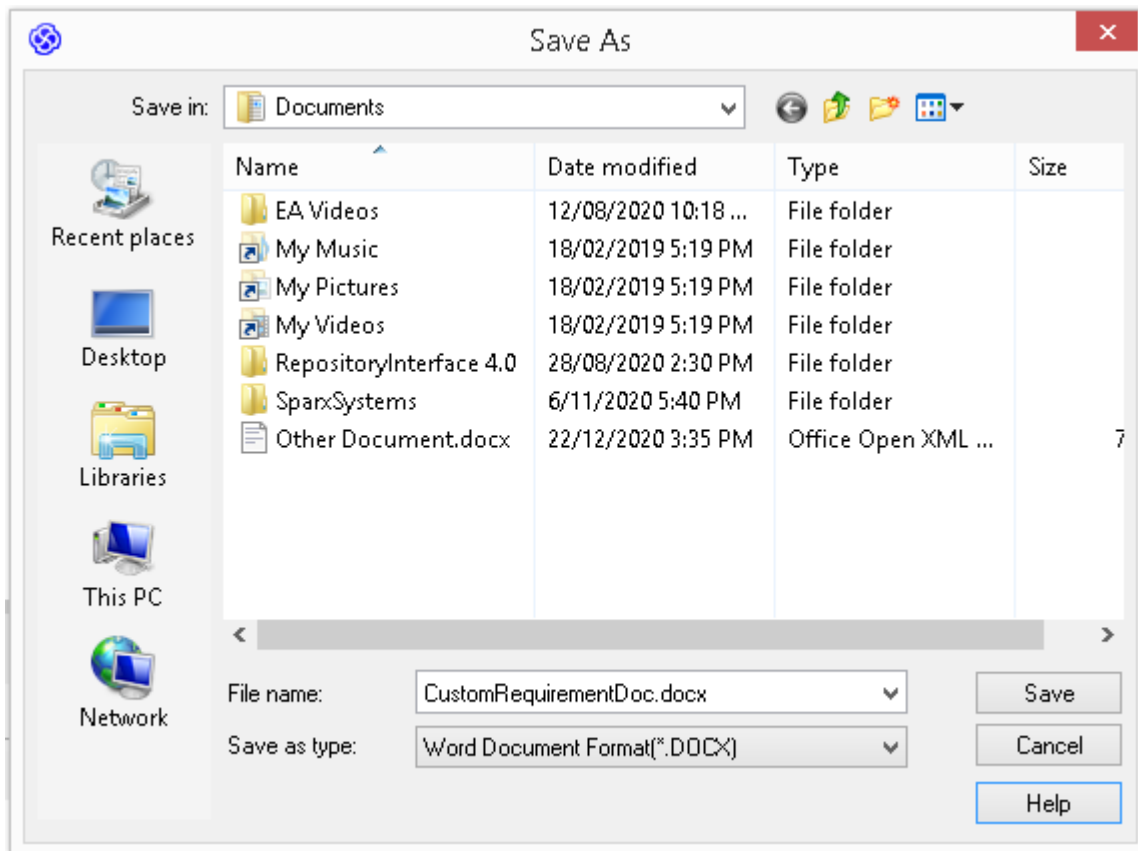 Save As
Save in: Documents
Name Date modified Type Size
EA Videos 12/08/2020 10:18 ... File folder
My Music 18/02/2019 5:19 PM File folder
My Pictures 18/02/2019 5:19 PM File folder
My Videos 18/02/2019 5:19 PM File folder
RepositoryInterface 4.0 28/08/2020 2:30 PM File folder
SparxSystems 6/11/2020 5:40 PM File folder
Other Document.docx 22/12/2020 3:35 PM Office Open XML ... 7
Recent places
Desktop
Libraries
This PC
Network
File name: CustomRequirementDoc.docx Save
Save as type: Word Document Format(*.DOCX) Cancel
Help